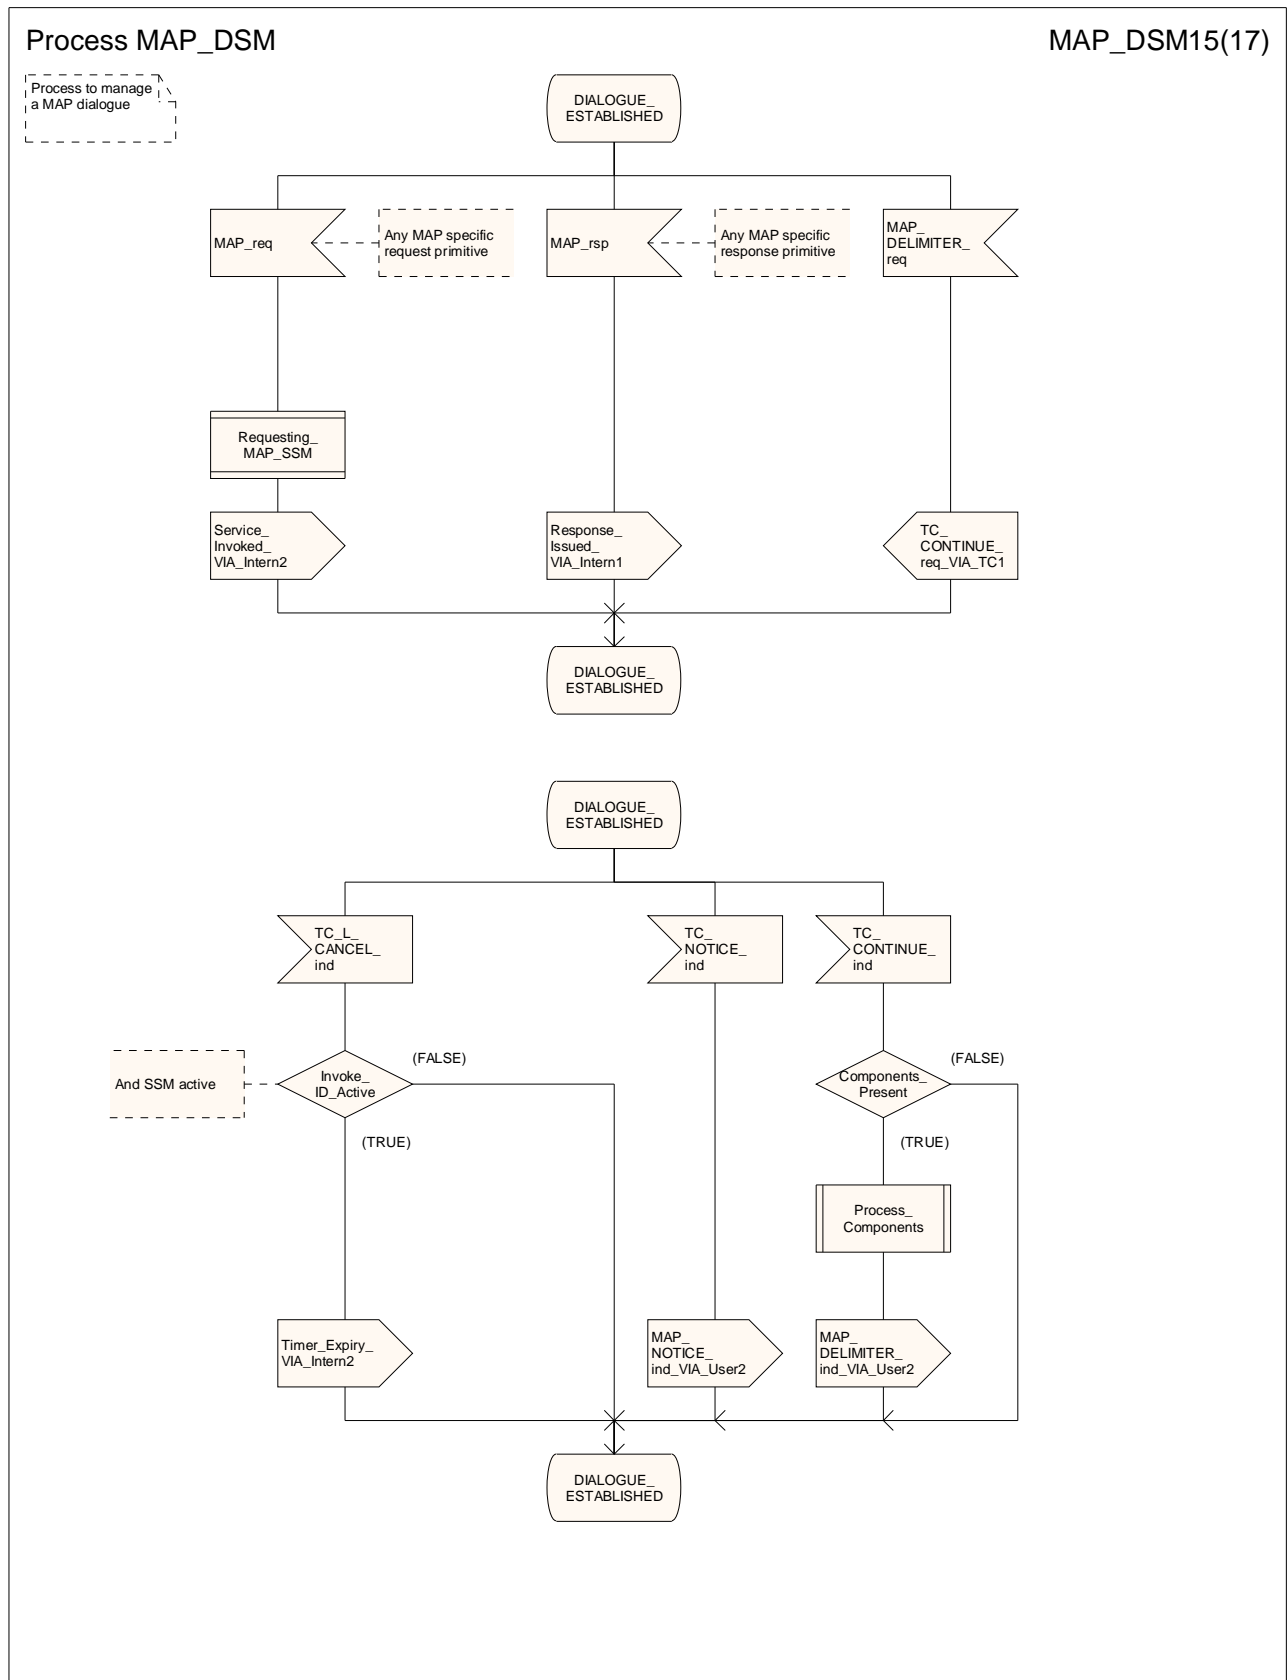 Process MAP_DSM
MAP_DSM15(17)
Process to manage
a MAP dialogue
DIALOGUE_
ESTABLISHED
MAP_req
Any MAP specific
request primitive
MAP_rsp
Any MAP specific
response primitive
MAP_
DELIMITER_
req
Requesting_
MAP_SSM
Service_
Invoked_
VIA_Intern2
Response_
Issued_
VIA_Intern1
TC_
CONTINUE_
req_VIA_TC1
DIALOGUE_
ESTABLISHED
DIALOGUE_
ESTABLISHED
TC_L_
CANCEL_
ind
TC_
NOTICE_
ind
TC_
CONTINUE_
ind
And SSM active
Invoke_
ID_Active
(FALSE)
(TRUE)
Components_
Present
(FALSE)
(TRUE)
Process_
Components
Timer_Expiry_
VIA_Intern2
MAP_
NOTICE_
ind_VIA_User2
MAP_
DELIMITER_
ind_VIA_User2
DIALOGUE_
ESTABLISHED